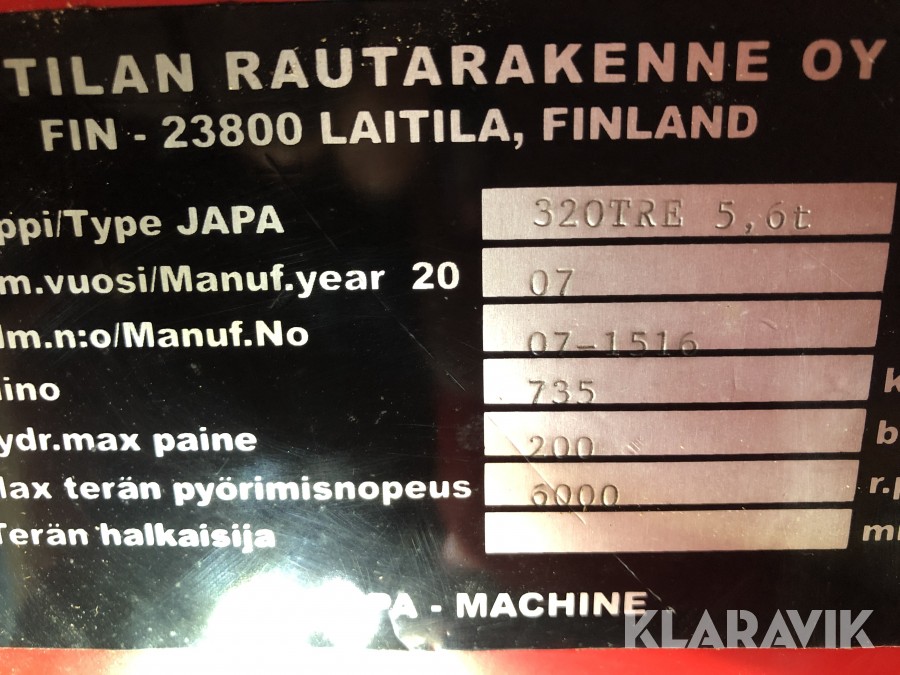 TILAN RAUTARAKENNE OY
FIN - 23800 LAITILA, FINLAND
ppi/Type JAPA 320TRE 5,6t
m.vuosi/Manuf.year 20 07
lm.n:o/Manuf.No 07-1516
ino 735 k
ydr.max paine 200 b
ax terän pyörimisnopeus 6000 r.p
Terän halkaisija m
PA - MACHINE
KLARAVIK